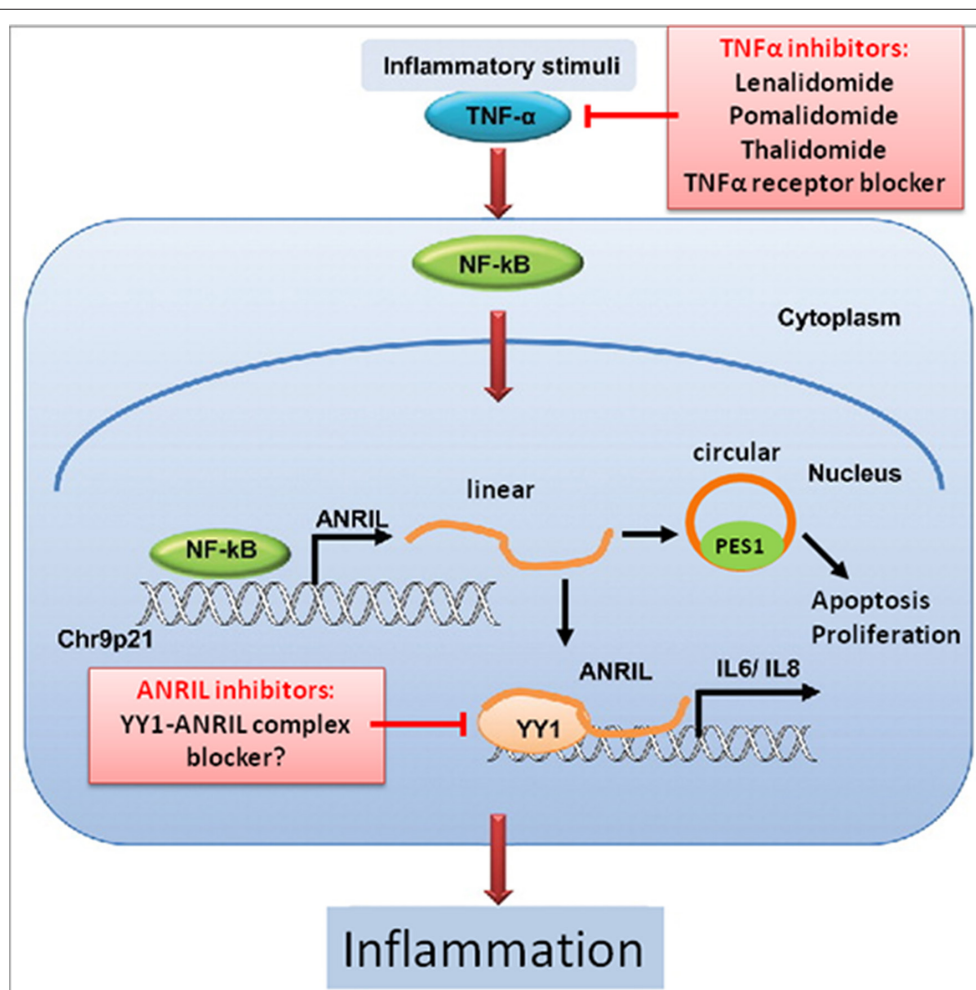 Inflammatory stimuli
TNF-α
TNFα inhibitors:
Lenalidomide
Pomalidomide
Thalidomide
TNFα receptor blocker
NF-kB
Cytoplasm
circular
Nucleus
linear
ANRIL
NF-kB
PES1
Apoptosis
Proliferation
Chr9p21
ANRIL
IL6/ IL8
ANRIL inhibitors:
YY1-ANRIL complex
blocker?
YY1
Inflammation